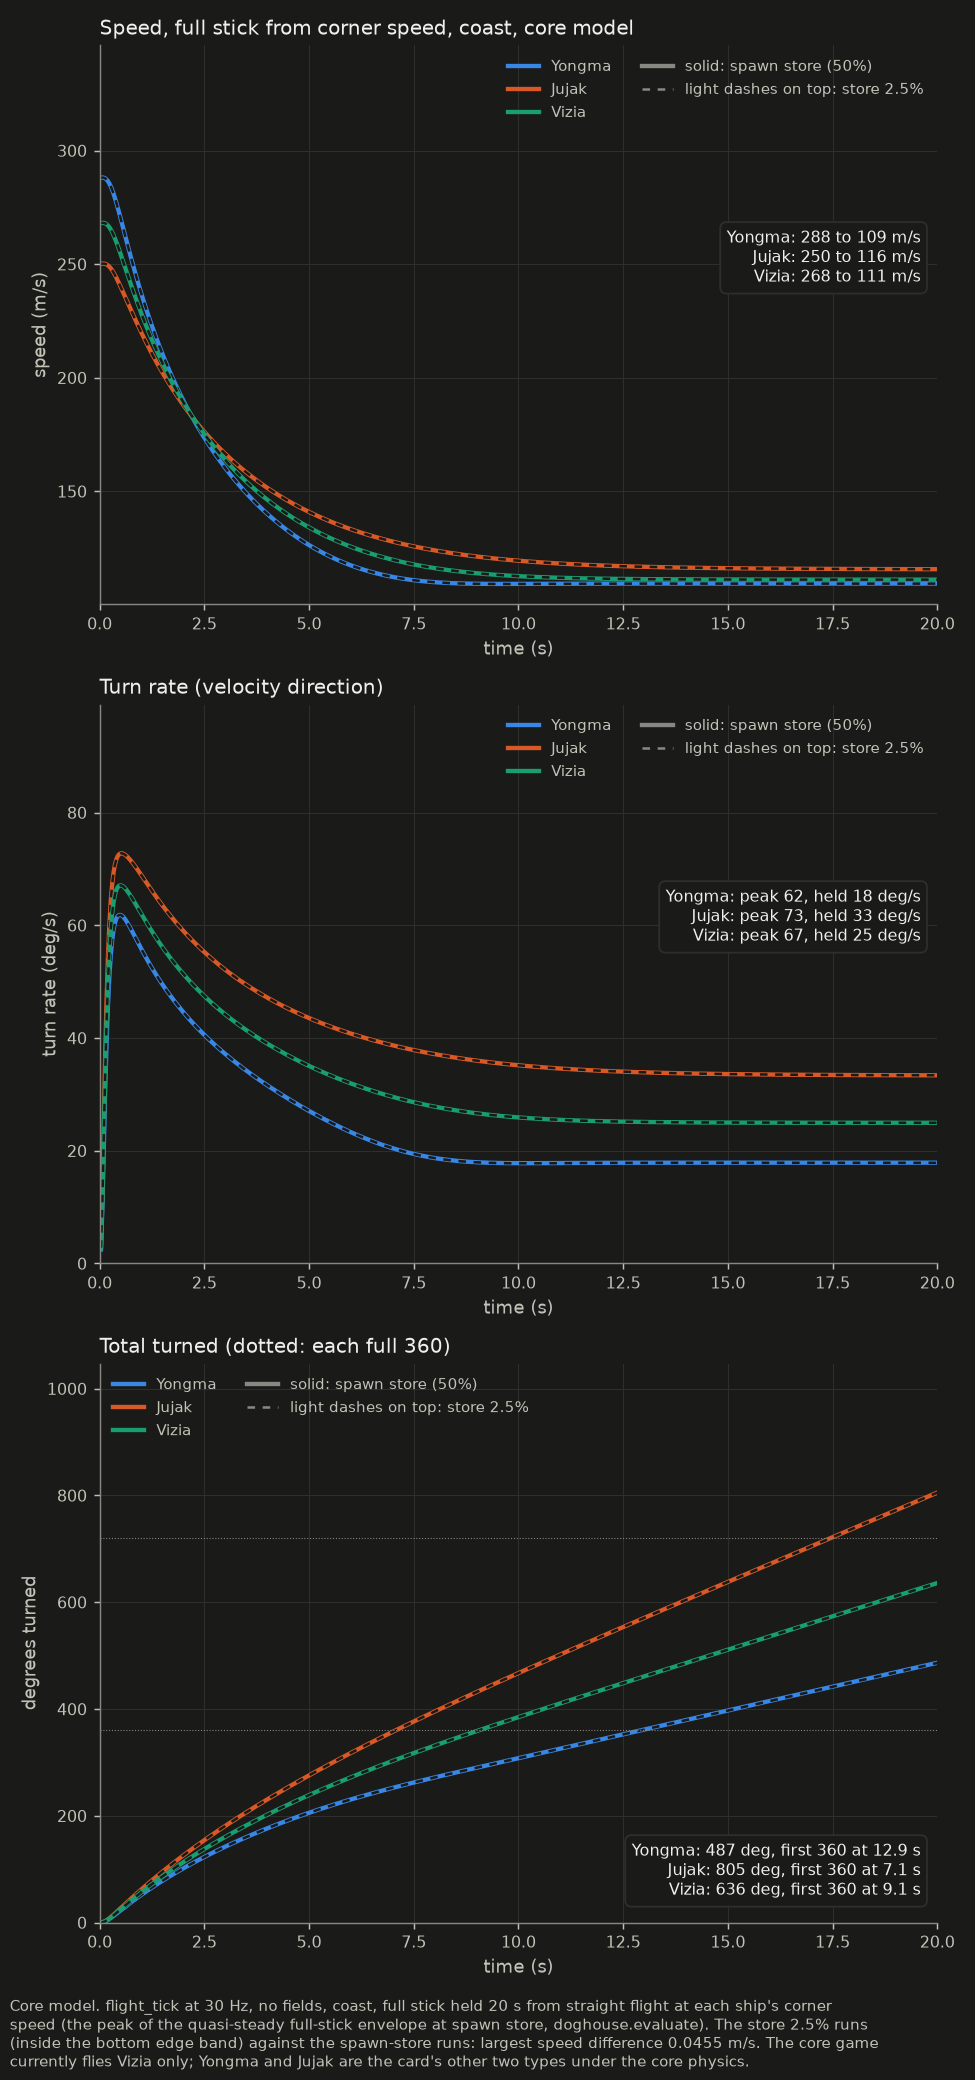 Speed, full stick from corner speed, coast, core model
Yongma
Jujak
Vizia
solid: spawn store (50%)
light dashes on top: store 2.5%
300
250
200
150
speed (m/s)
Yongma: 288 to 109 m/s
Jujak: 250 to 116 m/s
Vizia: 268 to 111 m/s
0.0 2.5 5.0 7.5 10.0 12.5 15.0 17.5 20.0
time (s)
Turn rate (velocity direction)
Yongma
Jujak
Vizia
solid: spawn store (50%)
light dashes on top: store 2.5%
80
60
40
20
0
turn rate (deg/s)
Yongma: peak 62, held 18 deg/s
Jujak: peak 73, held 33 deg/s
Vizia: peak 67, held 25 deg/s
0.0 2.5 5.0 7.5 10.0 12.5 15.0 17.5 20.0
time (s)
Total turned (dotted: each full 360)
Yongma
Jujak
Vizia
solid: spawn store (50%)
light dashes on top: store 2.5%
1000
800
600
400
200
0
degrees turned
Yongma: 487 deg, first 360 at 12.9 s
Jujak: 805 deg, first 360 at 7.1 s
Vizia: 636 deg, first 360 at 9.1 s
0.0 2.5 5.0 7.5 10.0 12.5 15.0 17.5 20.0
time (s)
Core model. flight_tick at 30 Hz, no fields, coast, full stick held 20 s from straight flight at each ship's corner
speed (the peak of the quasi-steady full-stick envelope at spawn store, doghouse.evaluate). The store 2.5% runs
(inside the bottom edge band) against the spawn-store runs: largest speed difference 0.0455 m/s. The core game
currently flies Vizia only; Yongma and Jujak are the card's other two types under the core physics.